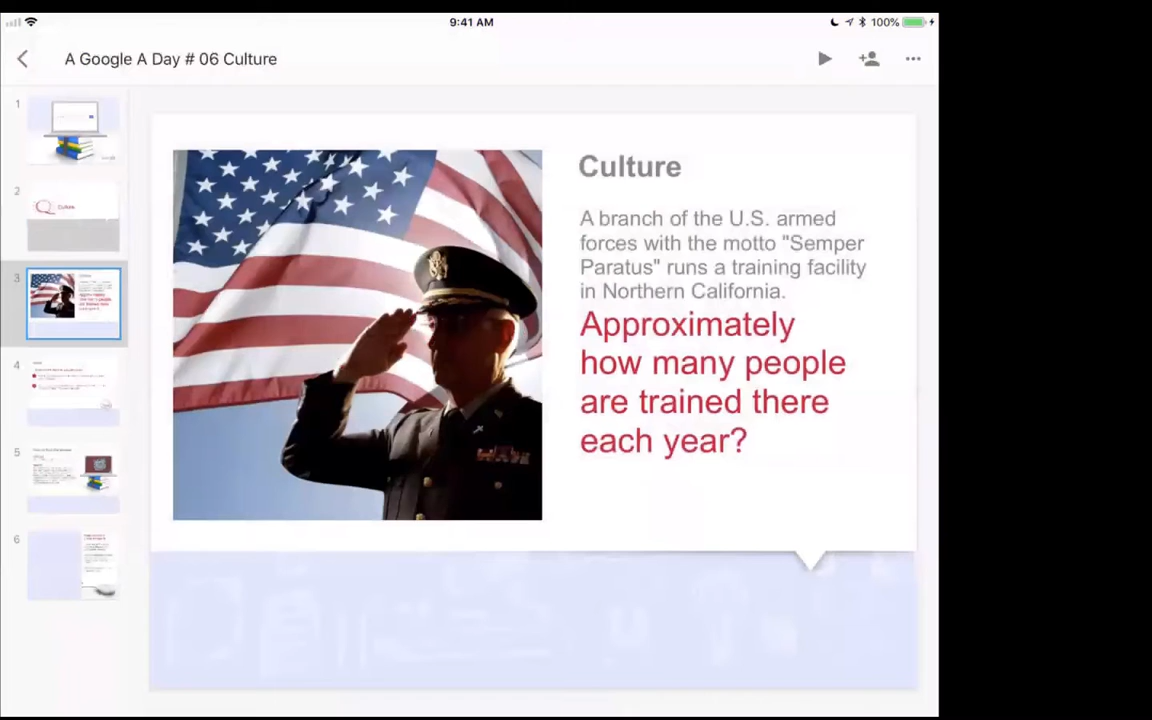 9:41 AM
100%
A Google A Day # 06 Culture
1
2
Culture
3
4
5
6
Culture
A branch of the U.S. armed
forces with the motto "Semper
Paratus" runs a training facility
in Northern California.
Approximately
how many people
are trained there
each year?